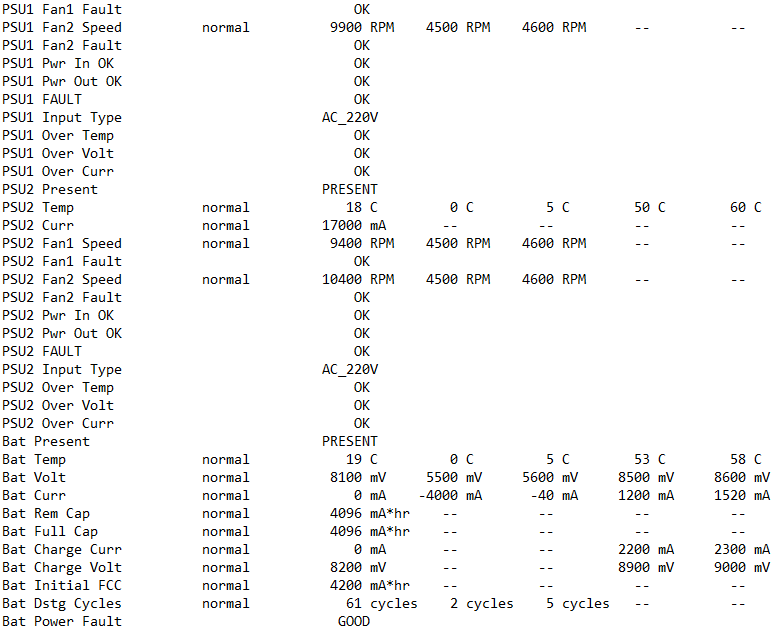 PSU1 Fan1 Fault                             OK
PSU1 Fan2 Speed          normal          9900 RPM    4500 RPM    4600 RPM      --          --
PSU1 Fan2 Fault                             OK
PSU1 Pwr In OK                              OK
PSU1 Pwr Out OK                             OK
PSU1 FAULT                                  OK
PSU1 Input Type                         AC_220V
PSU1 Over Temp                              OK
PSU1 Over Volt                              OK
PSU1 Over Curr                              OK
PSU2 Present                            PRESENT
PSU2 Temp                normal            18 C         0 C         5 C        50 C        60 C
PSU2 Curr                normal         17000 mA      --          --          --          --
PSU2 Fan1 Speed          normal          9400 RPM    4500 RPM    4600 RPM      --          --
PSU2 Fan1 Fault                             OK
PSU2 Fan2 Speed          normal         10400 RPM    4500 RPM    4600 RPM      --          --
PSU2 Fan2 Fault                             OK
PSU2 Pwr In OK                              OK
PSU2 Pwr Out OK                             OK
PSU2 FAULT                                  OK
PSU2 Input Type                         AC_220V
PSU2 Over Temp                              OK
PSU2 Over Volt                              OK
PSU2 Over Curr                              OK
Bat Present                             PRESENT
Bat Temp                 normal            19 C         0 C         5 C        53 C        58 C
Bat Volt                 normal          8100 mV     5500 mV     5600 mV     8500 mV     8600 mV
Bat Curr                 normal             0 mA    -4000 mA      -40 mA     1200 mA     1520 mA
Bat Rem Cap              normal          4096 mA*hr    --          --          --          --
Bat Full Cap             normal          4096 mA*hr    --          --          --          --
Bat Charge Curr          normal             0 mA      --          --        2200 mA     2300 mA
Bat Charge Volt          normal          8200 mV      --          --        8900 mV     9000 mV
Bat Initial FCC          normal          4200 mA*hr    --          --          --          --
Bat Dstg Cycles          normal            61 cycles    2 cycles    5 cycles   --          --
Bat Power Fault                           GOOD